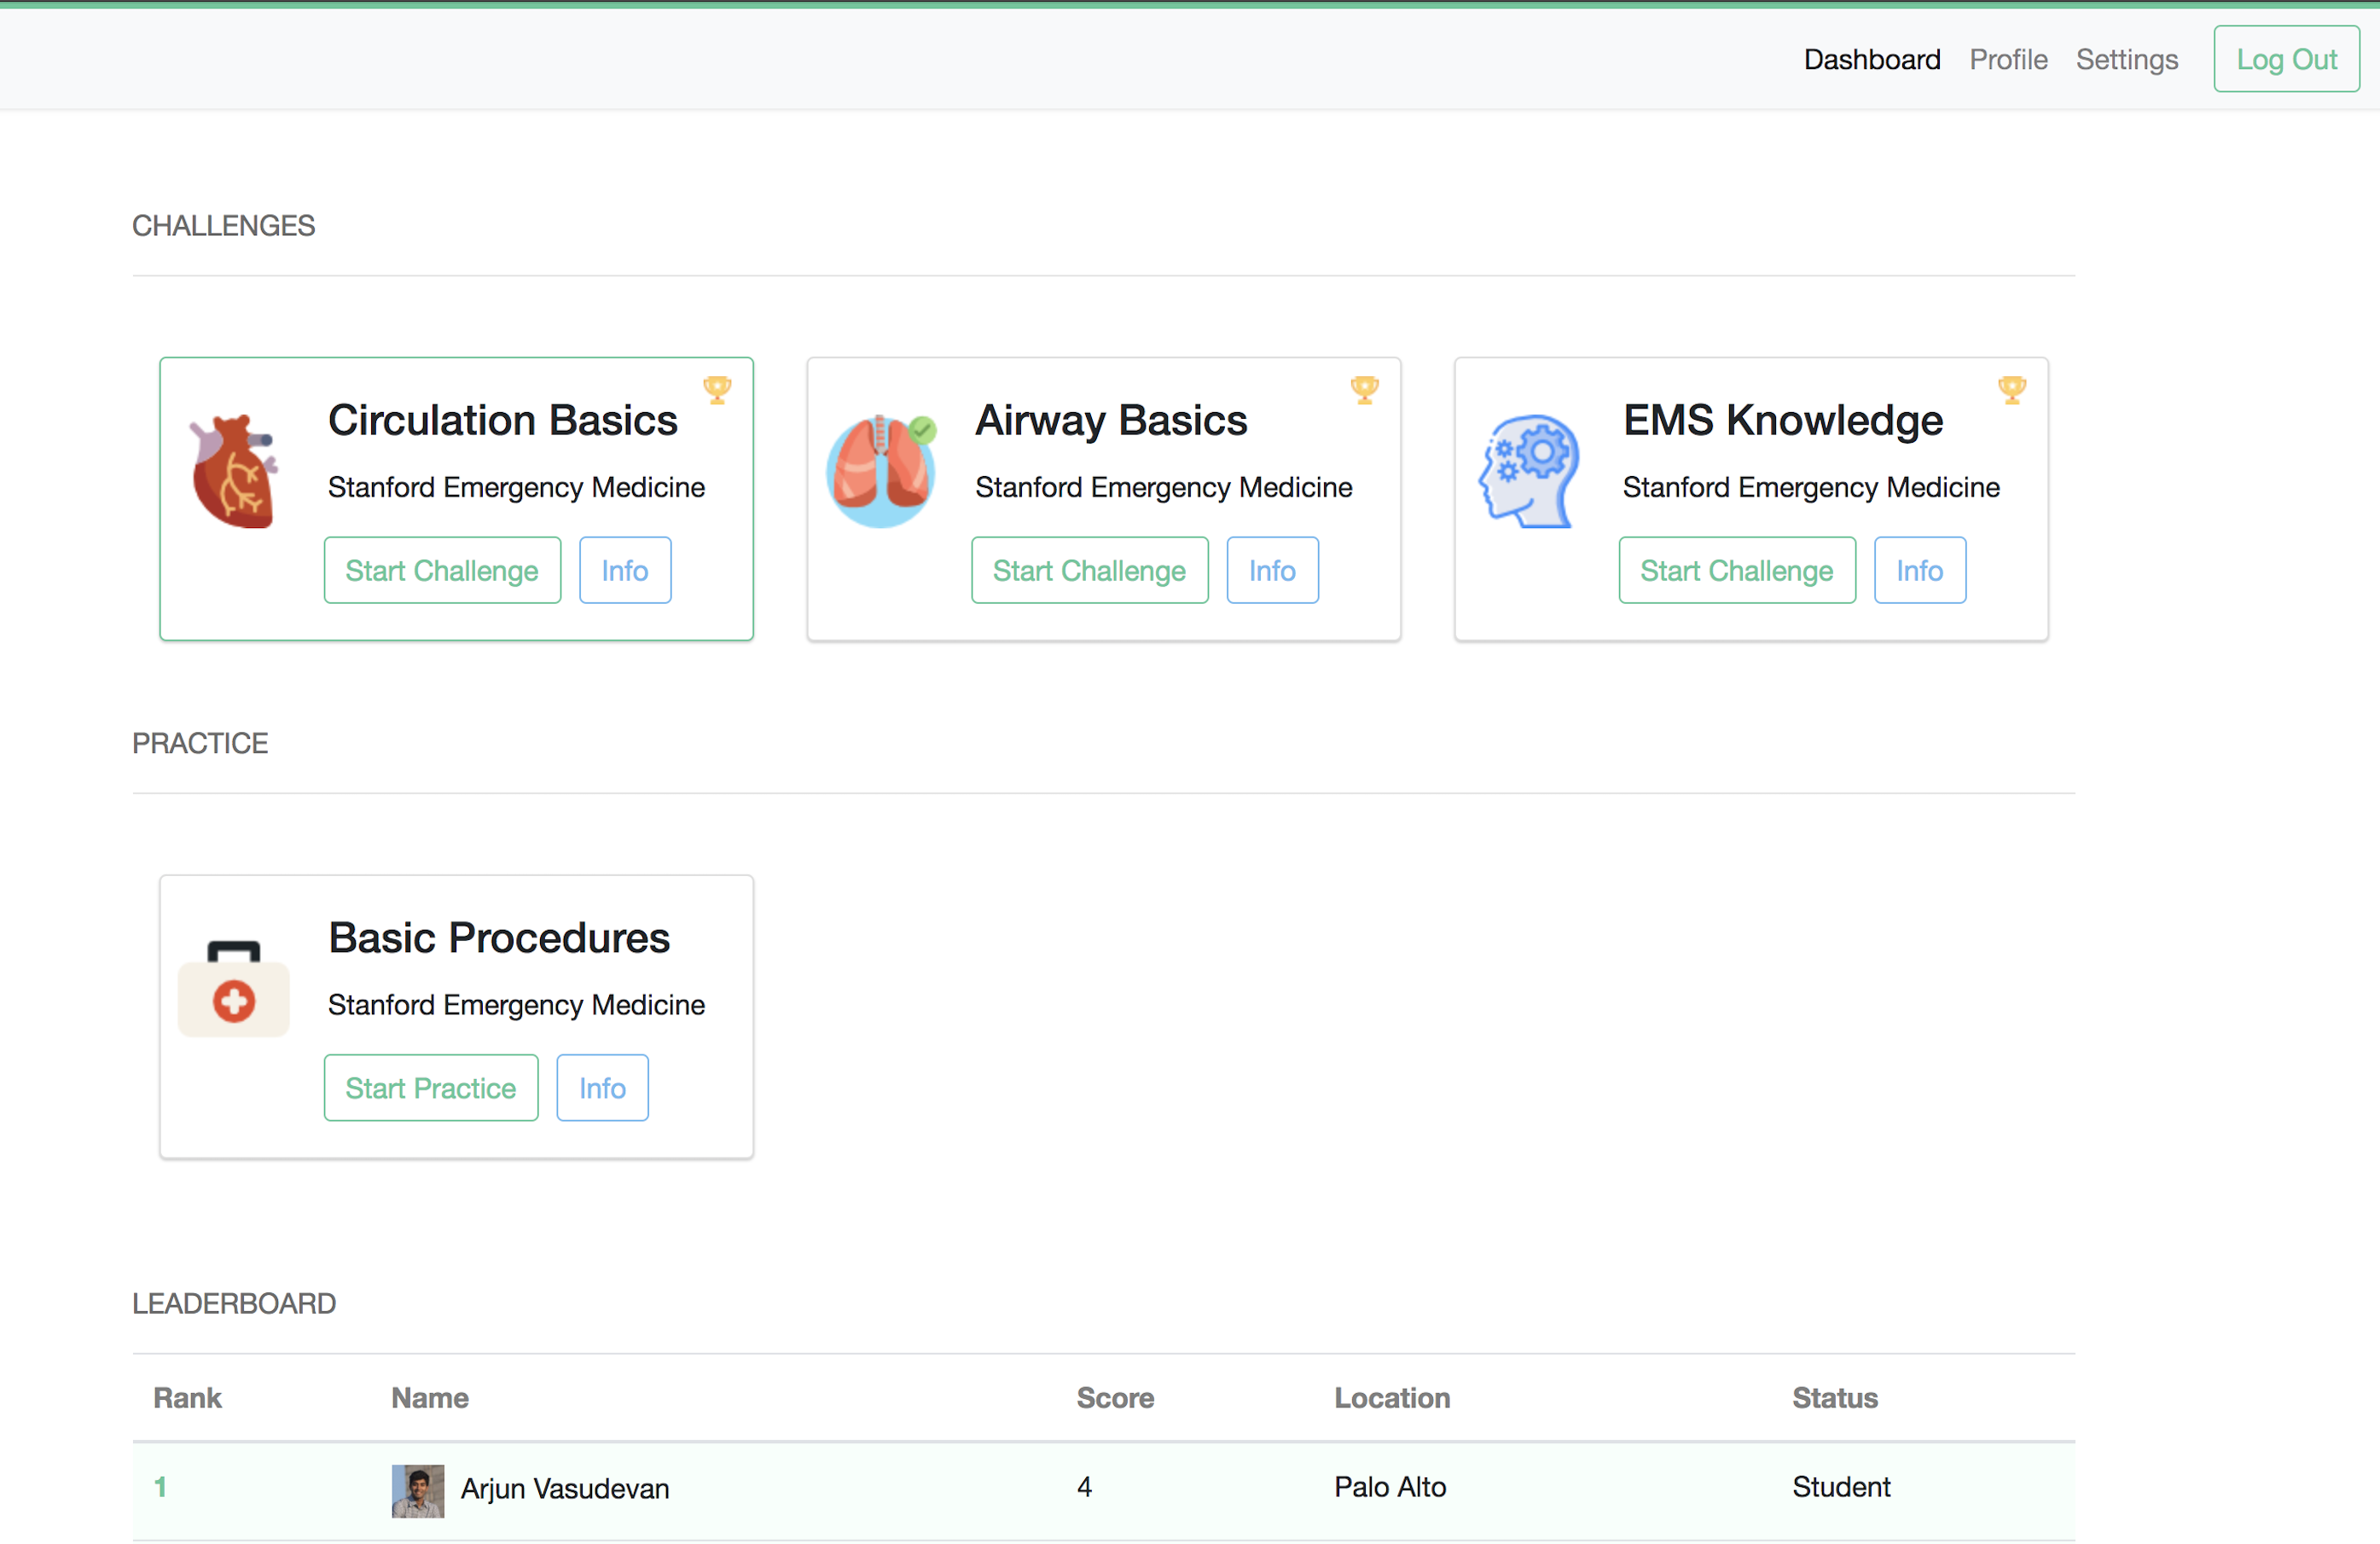 Dashboard Profile Settings Log Out
CHALLENGES
Circulation Basics
Stanford Emergency Medicine
Start Challenge Info
Airway Basics
Stanford Emergency Medicine
Start Challenge Info
EMS Knowledge
Stanford Emergency Medicine
Start Challenge Info
PRACTICE
Basic Procedures
Stanford Emergency Medicine
Start Practice Info
LEADERBOARD
Rank Name Score Location Status
1 Arjun Vasudevan 4 Palo Alto Student